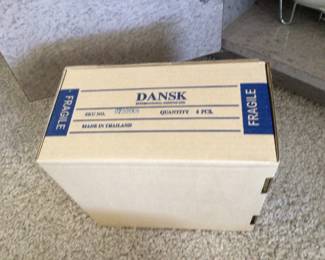 FRAGILE
DANSK
INTERNATIONAL DESIGNS LTD.
SKU NO.
QUANTITY 4 PCS.
MADE IN THAILAND
FRAGILE